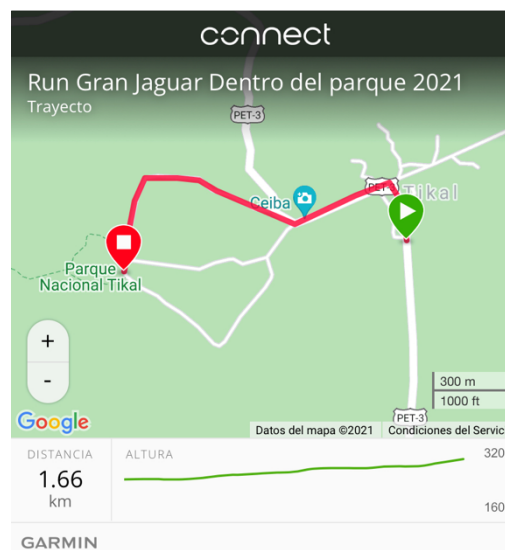 connect
Run Gran Jaguar Dentro del parque 2021
Trayecto
PET-3
PET-3
Ceiba
Tikal
Parque
Nacional Tikal
+
-
300 m
1000 ft
PET-3
Google
Datos del mapa ©2021
Condiciones del Servic
DISTANCIA
1.66
km
ALTURA
320
160
GARMIN